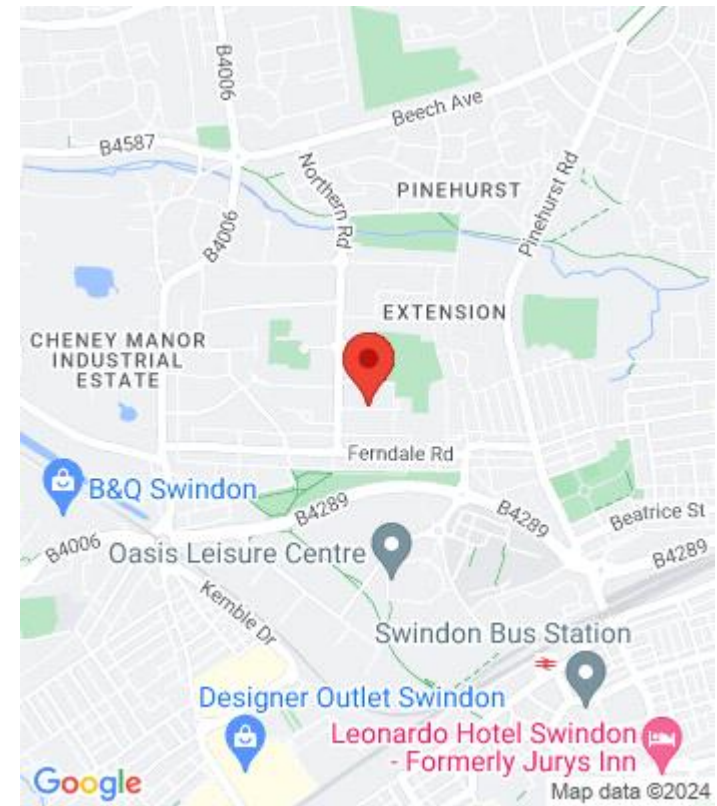 B4006
Beech Ave
B4587
Northern Rd
PINEHURST
Pinehurst Rd
B4006
EXTENSION
CHENEY MANOR
INDUSTRIAL
ESTATE
Ferndale Rd
B&Q Swindon
B4289
B4289
Beatrice St
B4006
Oasis Leisure Centre
B4289
Kemble Dr
Swindon Bus Station
Designer Outlet Swindon
Leonardo Hotel Swindon
- Formerly Jurys Inn
Google
Map data ©2024